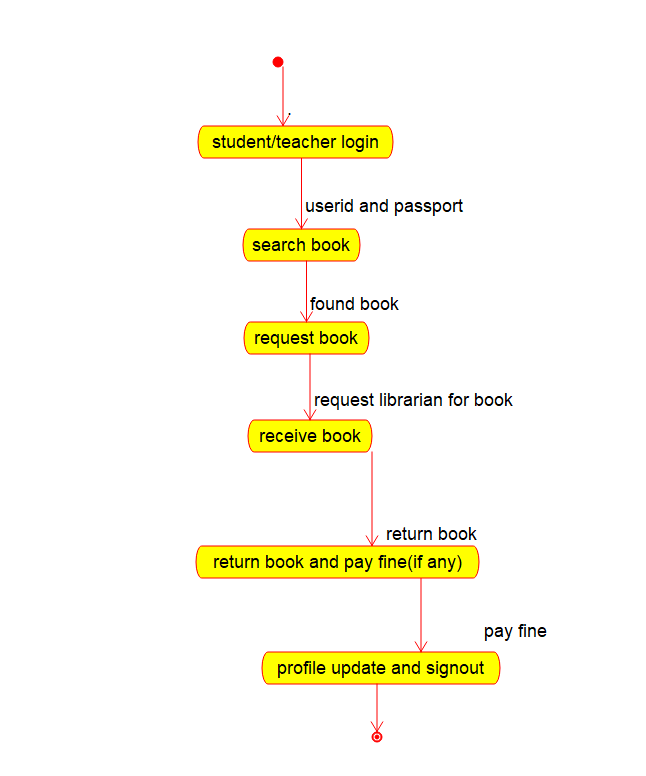 student/teacher login
userid and passport
search book
found book
request book
request librarian for book
receive book
return book
return book and pay fine(if any)
pay fine
profile update and signout